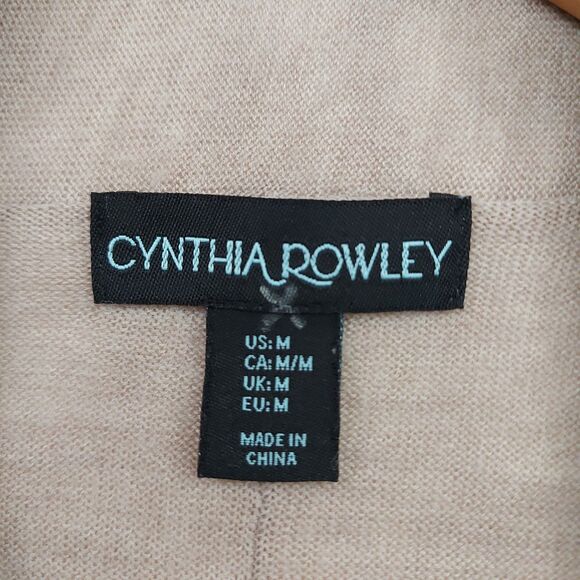 CYNTHIA ROWLEY
US: M
CA: M/M
UK: M
EU: M
MADE IN
CHINA